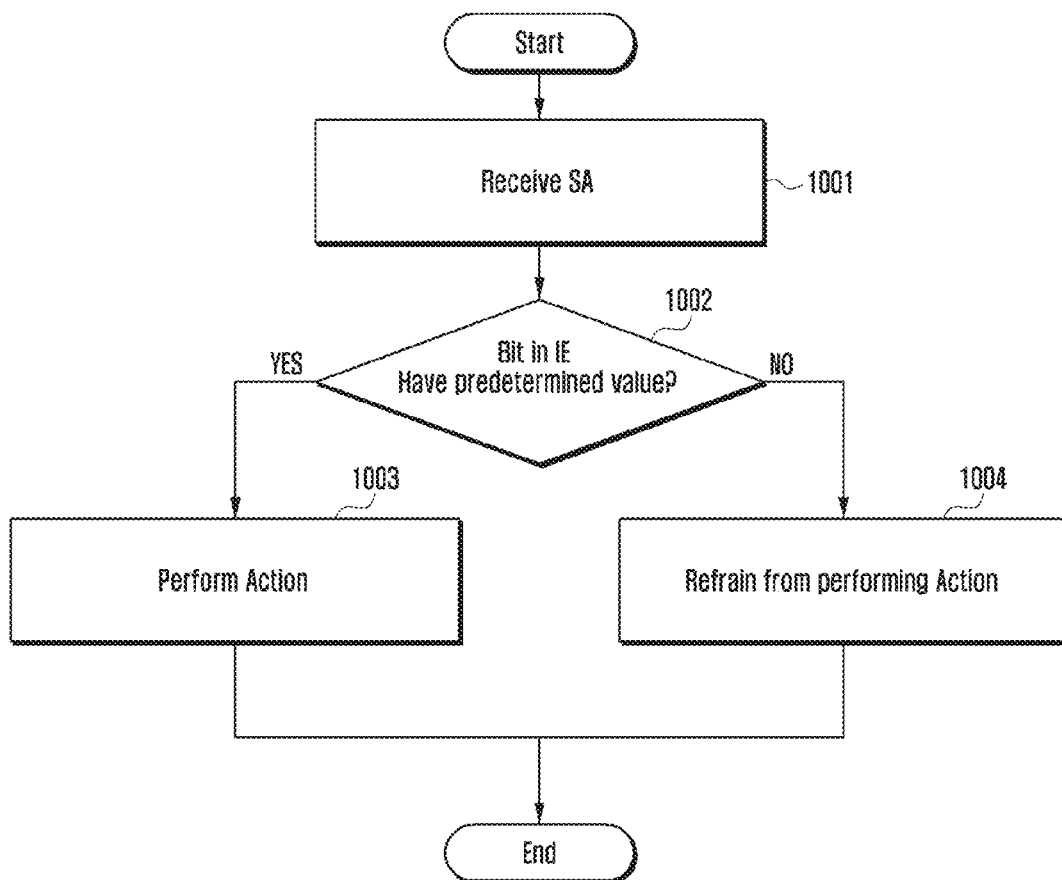 Start
Receive SA
1001
1002
Bit in IE
Have predetermined value?
YES
NO
1003
Perform Action
1004
Refrain from performing Action
End